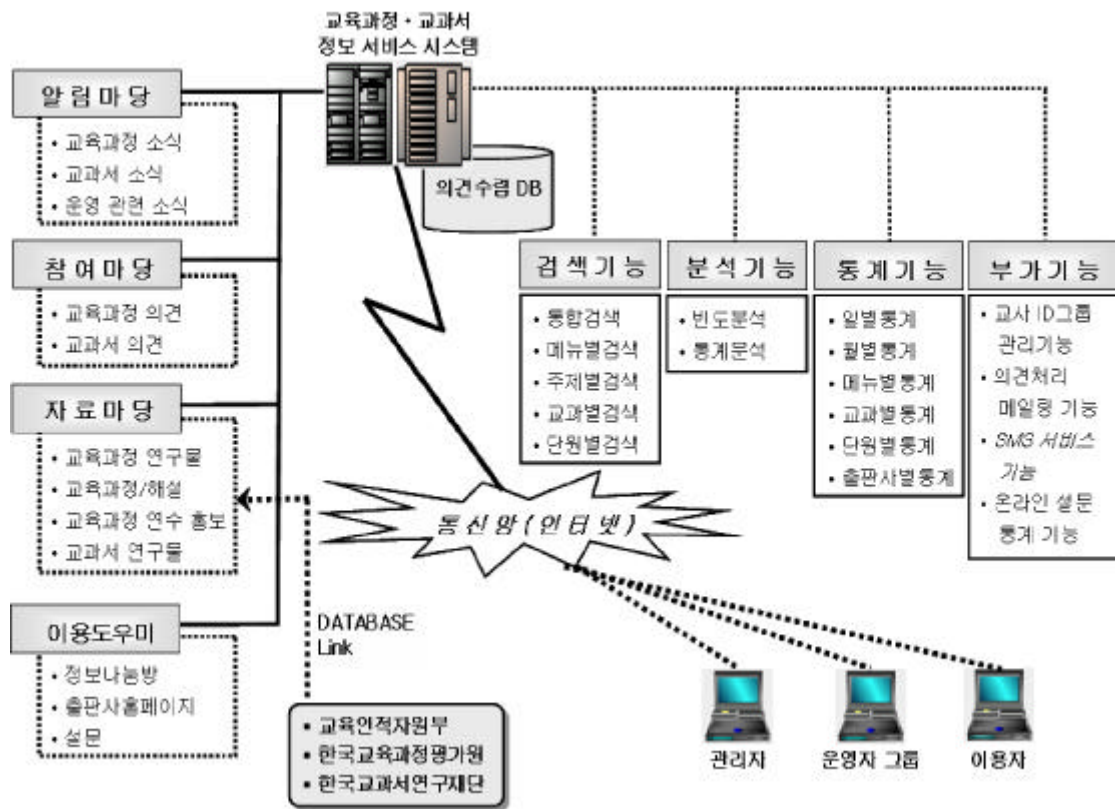 교육과정・교과서
정보 서비스 시스템
의견수렴 DB
알 림 마 당
• 교육과정 소식
• 교과서 소식
• 운영 관련 소식
참 여 마 당
• 교육과정 의견
• 교과서 의견
자 료 마 당
• 교육과정 연구물
• 교육과정/해설
• 교육과정 연수 홍보
• 교과서 연구물
이용도우미
• 정보나눔방
• 출판사홈페이지
• 설문
검 색 기 능
• 통합검색
• 메뉴별검색
• 주제별검색
• 교과별검색
• 단원별검색
분 석 기 능
• 빈도분석
• 통계분석
통 계 기 능
• 일별통계
• 월별통계
• 메뉴별통계
• 교과별통계
• 단원별통계
• 출판사별통계
부 가 기 능
• 교사 ID그룹
관리기능
• 의견처리
메일링 기능
• SMS 서비스
기능
• 온라인 설문
통계 기능
통 신 망 ( 인 터 넷 )
DATABASE
Link
• 교육인적자원부
• 한국교육과정평가원
• 한국교과서연구재단
관리자
운영자 그룹
이용자